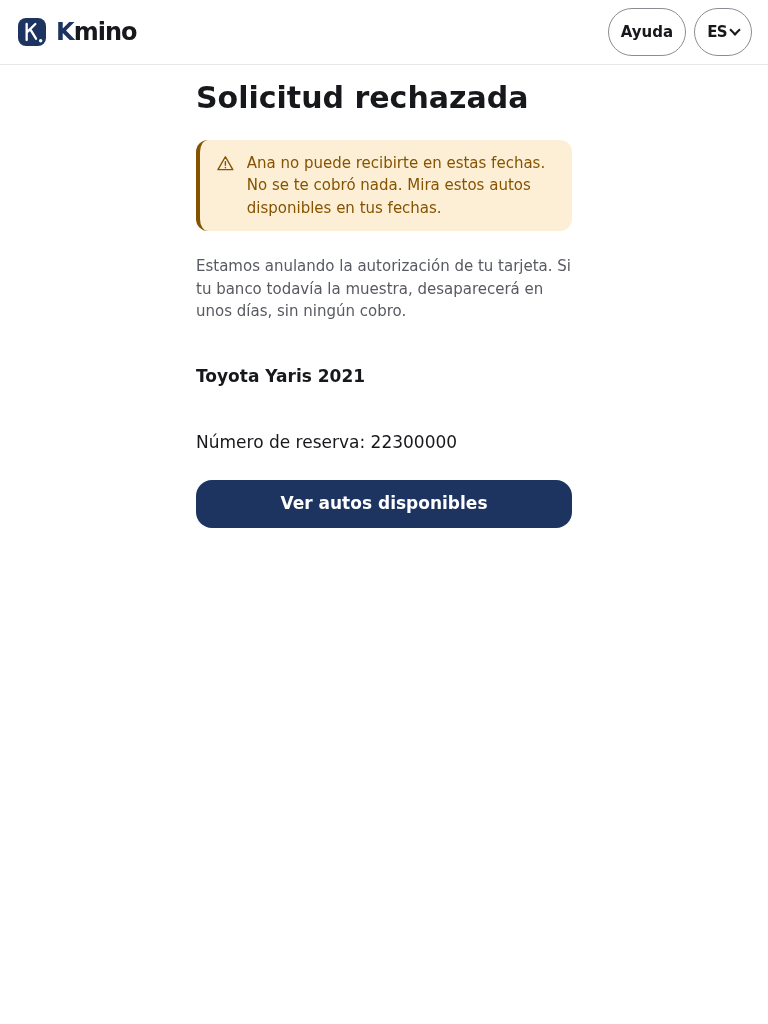 Kmino
Ayuda
ES
Solicitud rechazada
Ana no puede recibirte en estas fechas.
No se te cobró nada. Mira estos autos
disponibles en tus fechas.
Estamos anulando la autorización de tu tarjeta. Si
tu banco todavía la muestra, desaparecerá en
unos días, sin ningún cobro.
Toyota Yaris 2021
Número de reserva: 22300000
Ver autos disponibles